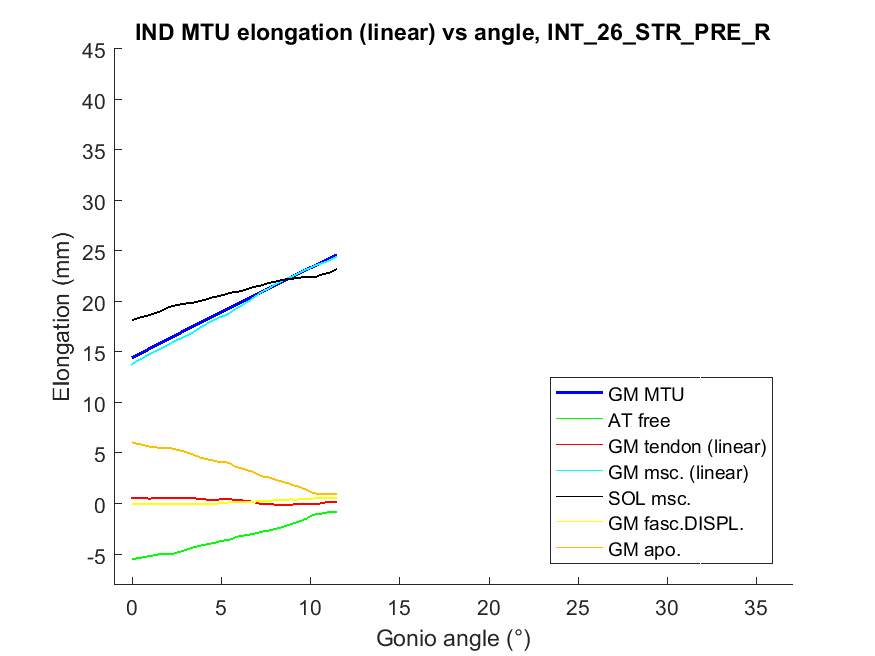 IND MTU elongation (linear) vs angle, INT_26_STR_PRE_R
45
40
35
30
25
20
15
10
5
0
-5
Elongation (mm)
GM MTU
AT free
GM tendon (linear)
GM msc. (linear)
SOL msc.
GM fasc.DISPL.
GM apo.
0 5 10 15 20 25 30 35
Gonio angle (°)